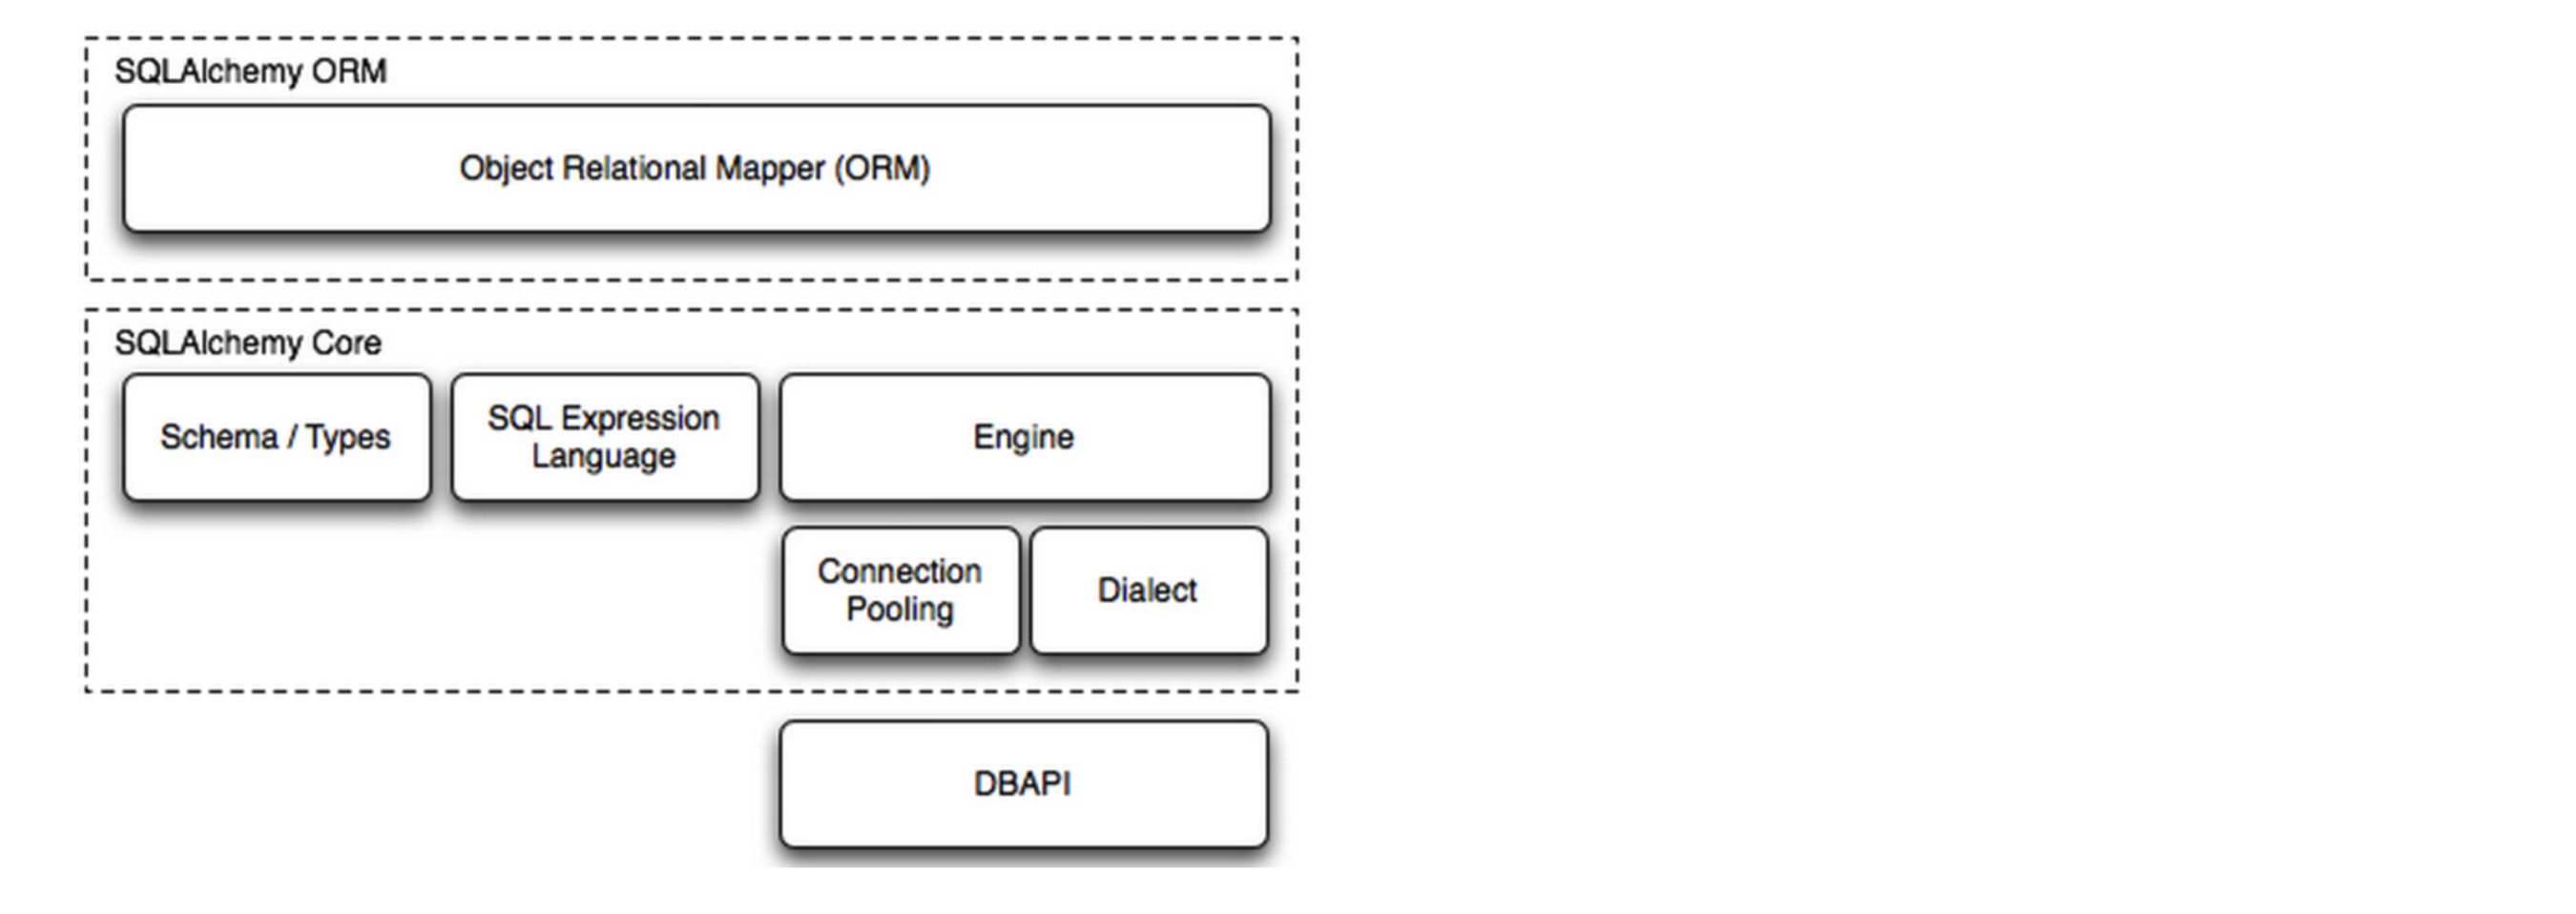 SQLAlchemy ORM
Object Relational Mapper (ORM)
SQLAlchemy Core
Schema / Types
SQL Expression
Language
Engine
Connection
Pooling
Dialect
DBAPI